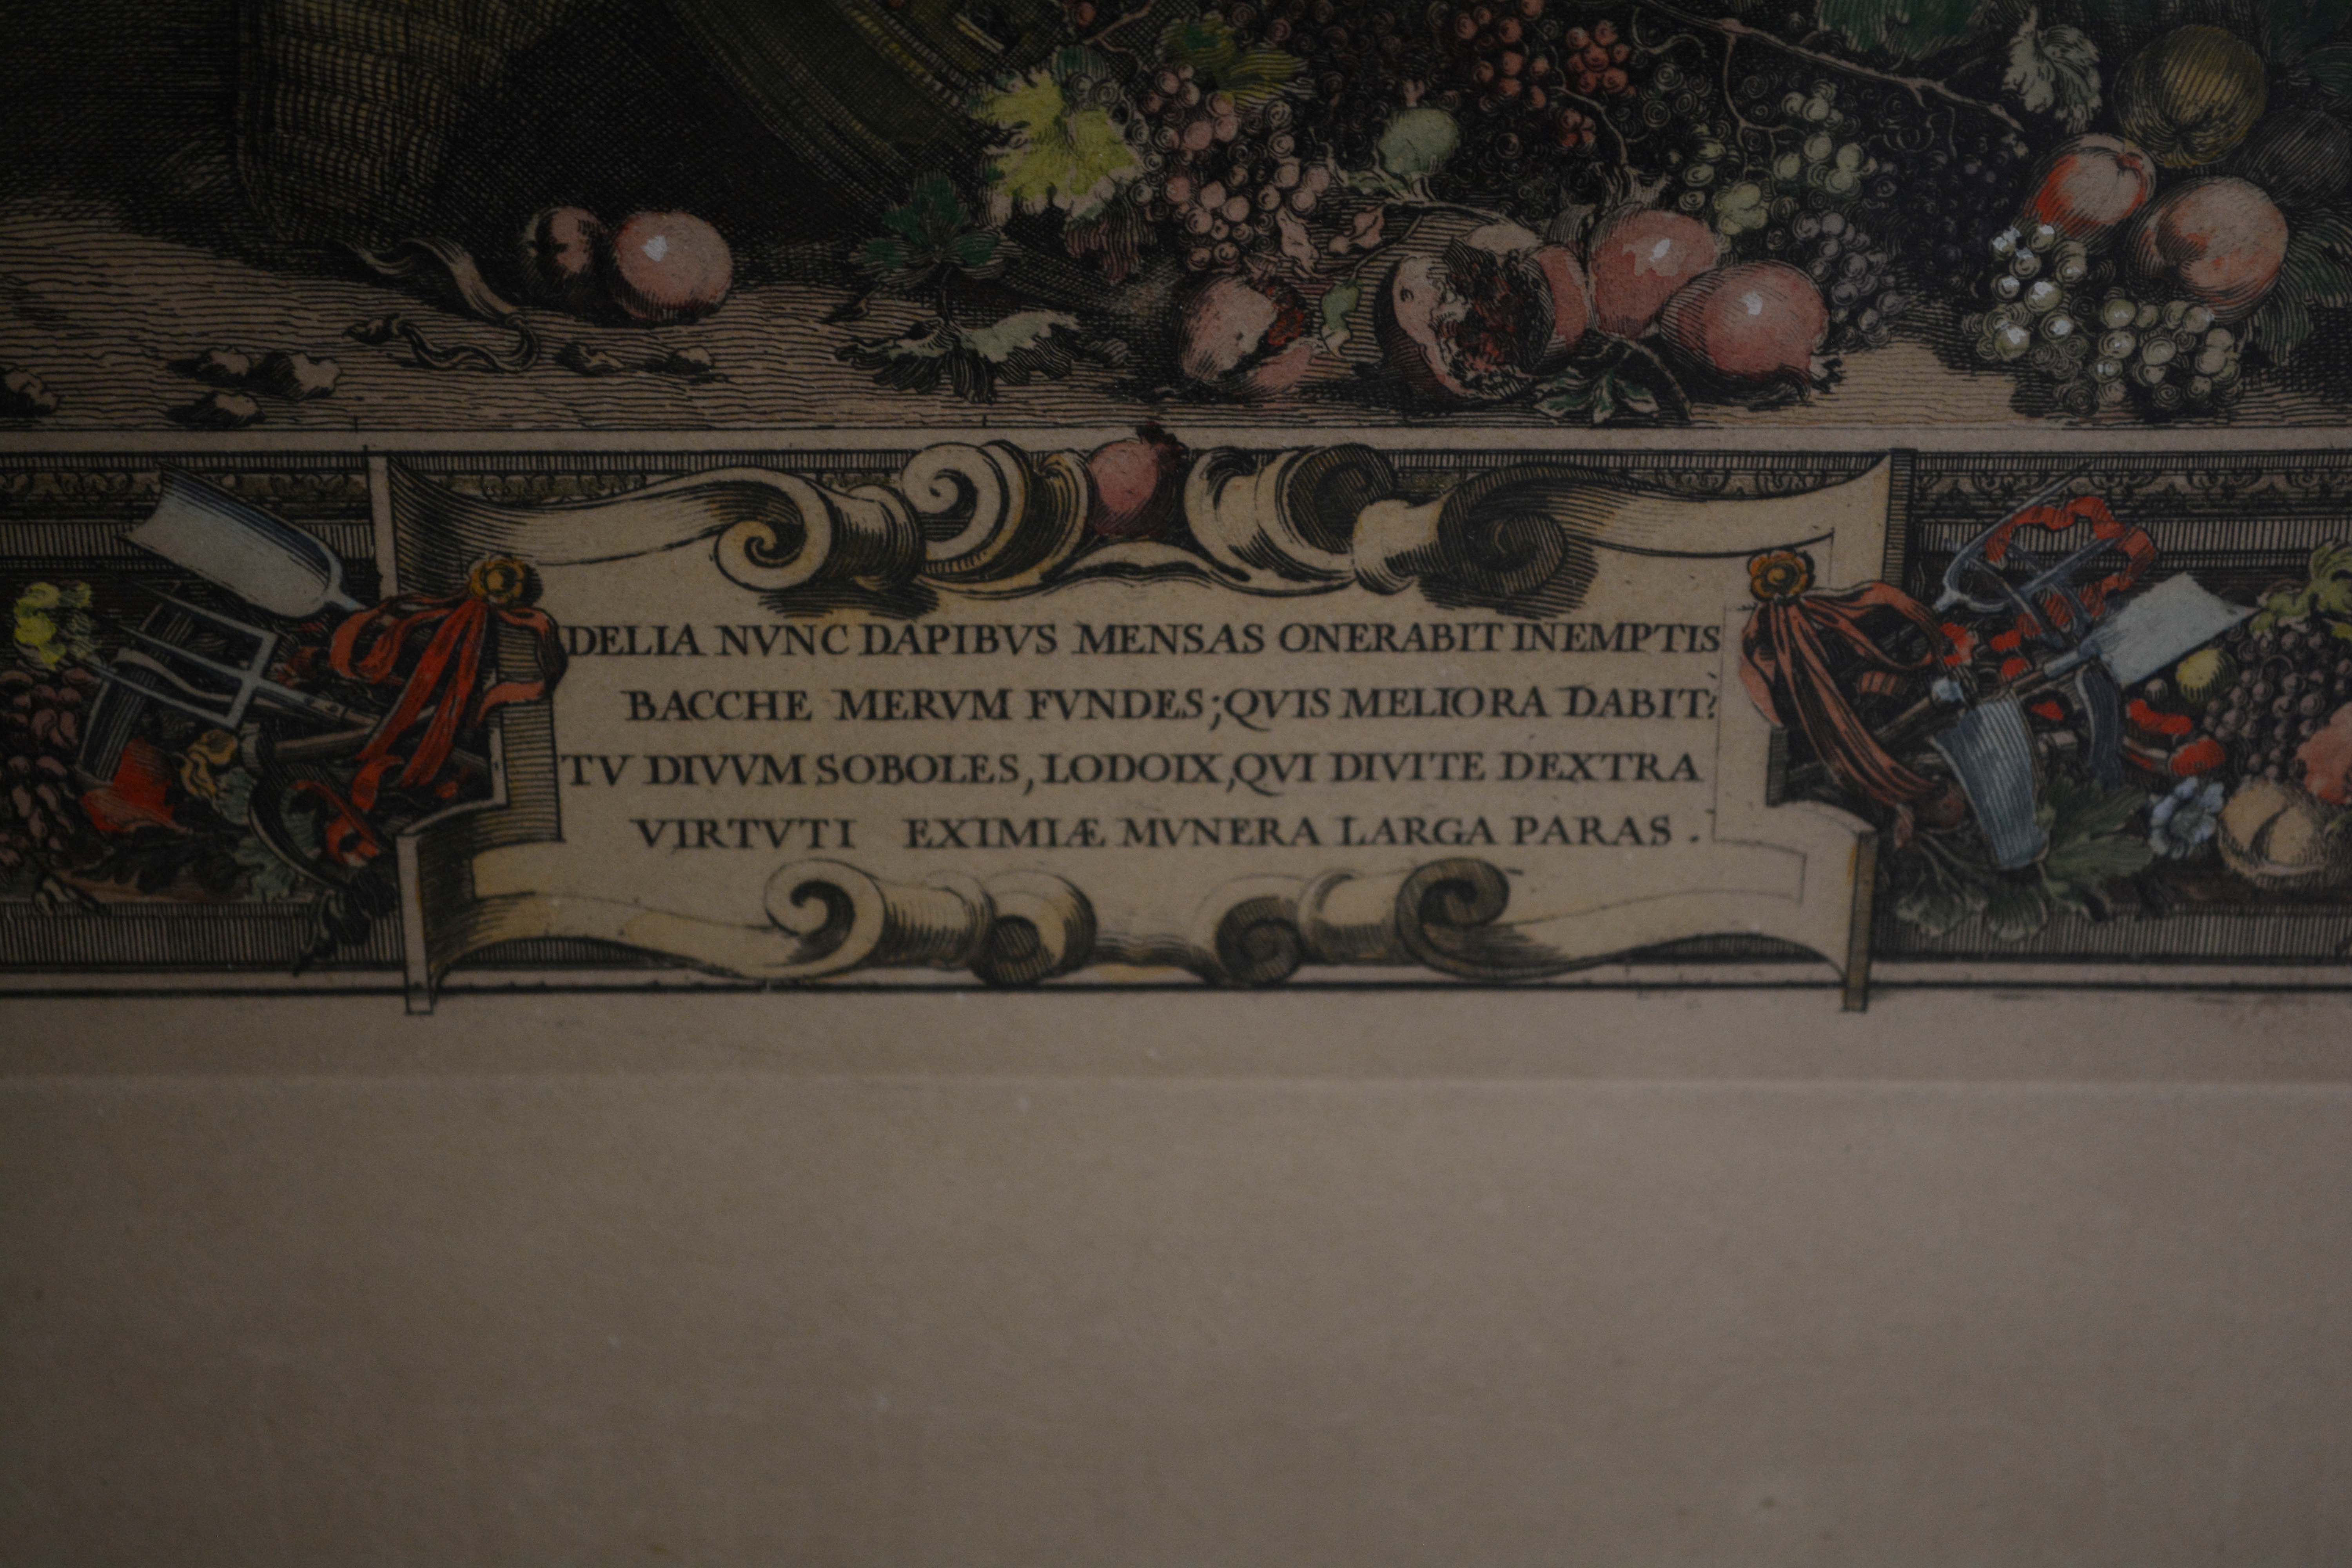 DELIA NVNC DAPIBVS MENSAS ONERABIT INEMPTIS
BACCHE MERVM FVNDES; QVIS MELIORA DABIT?
TV DIVVM SOBOLES, LODOIX, QVI DIVITE DEXTRA
VIRTVTI EXIMIÆ MVNERA LARGA PARAS .